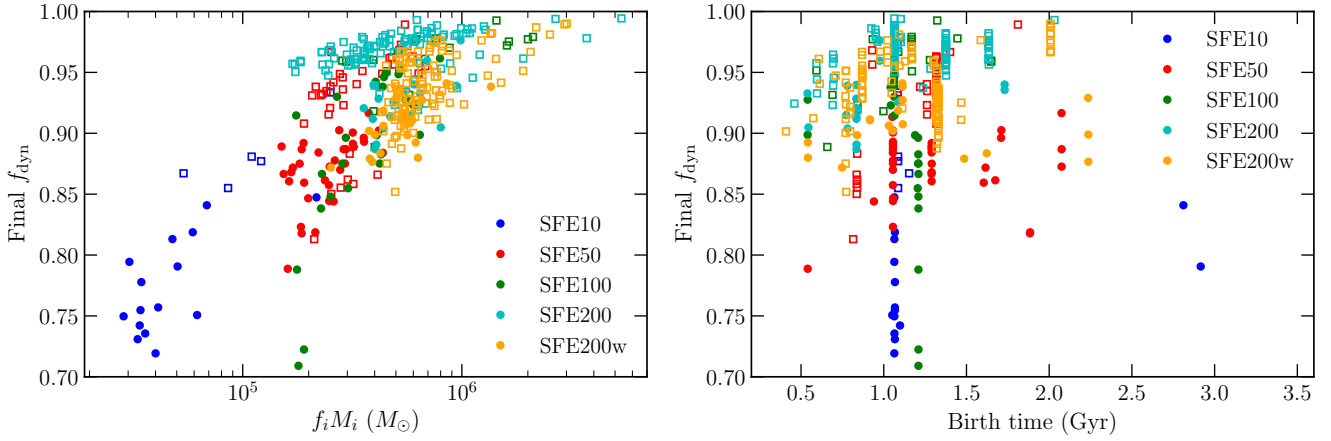 1.00
0.95
0.90
0.85
0.80
0.75
0.70
Final f_dyn
10^5
10^6
f_i M_i (M_⊙)
SFE10
SFE50
SFE100
SFE200
SFE200w
1.00
0.95
0.90
0.85
0.80
0.75
0.70
Final f_dyn
0.5
1.0
1.5
2.0
2.5
3.0
3.5
Birth time (Gyr)
SFE10
SFE50
SFE100
SFE200
SFE200w